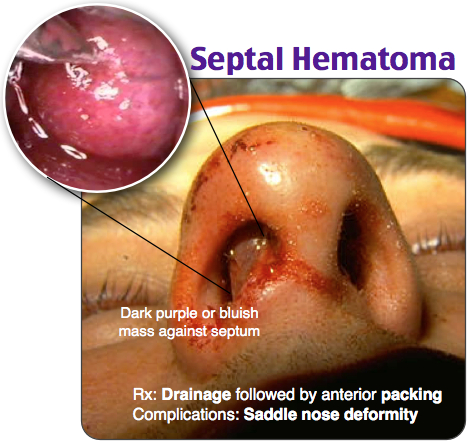 Septal Hematoma
Dark purple or bluish
mass against septum
Rx: Drainage followed by anterior packing
Complications: Saddle nose deformity